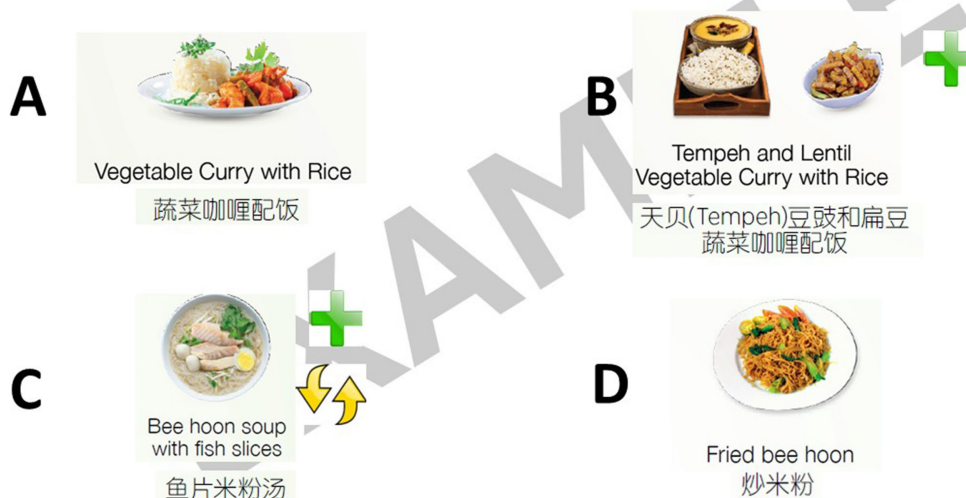 A
Vegetable Curry with Rice
蔬菜咖喱配饭
B
Tempeh and Lentil
Vegetable Curry with Rice
天贝(Tempeh)豆豉和扁豆
蔬菜咖喱配饭
C
Bee hoon soup
with fish slices
鱼片米粉汤
D
Fried bee hoon
炒米粉